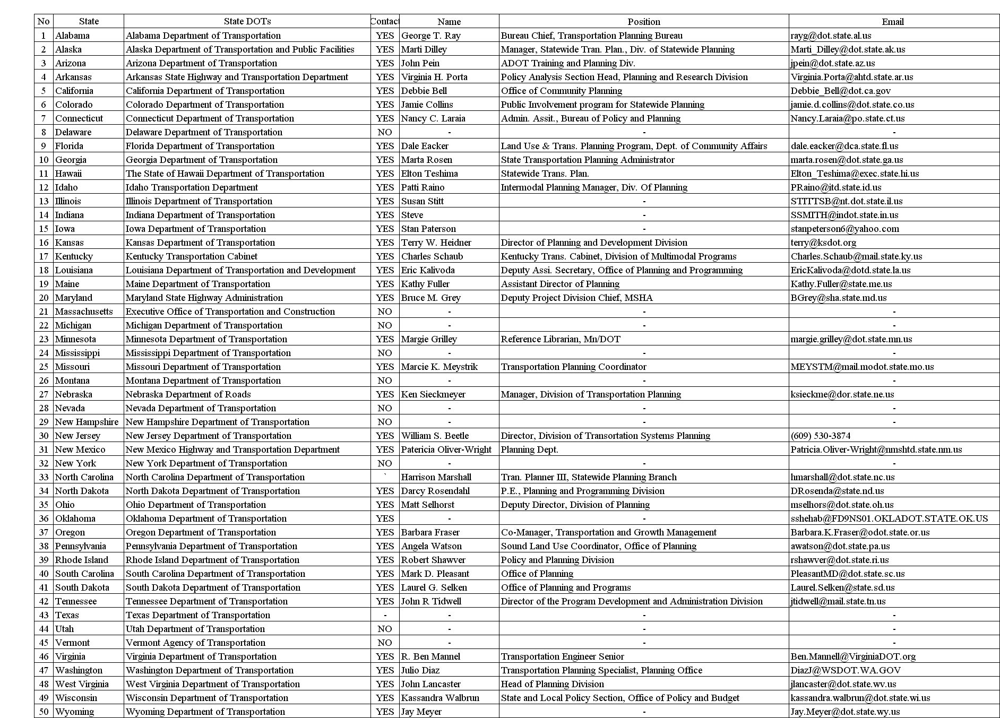 No State State DOTs Contact Name Position Email
1 Alabama Alabama Department of Transportation YES George T. Ray Bureau Chief, Transportation Planning Bureau rayg@dot.state.al.us
2 Alaska Alaska Department of Transportation and Public Facilities YES Marti Dilley Manager, Statewide Tran. Plan., Div. of Statewide Planning Marti_Dilley@dot.state.ak.us
3 Arizona Arizona Department of Transportation YES John Pein ADOT Training and Planning Div. jpein@dot.state.az.us
4 Arkansas Arkansas State Highway and Transportation Department YES Virginia H. Porta Policy Analysis Section Head, Planning and Research Division Virginia.Porta@ahtd.state.ar.us
5 California California Department of Transportation YES Debbie Bell Office of Community Planning Debbie_Bell@dot.ca.gov
6 Colorado Colorado Department of Transportation YES Jamie Collins Public Involvement program for Statewide Planning jamie.d.collins@dot.state.co.us
7 Connecticut Connecticut Department of Transportation YES Nancy C. Laraia Admin. Assit., Bureau of Policy and Planning Nancy.Laraia@po.state.ct.us
8 Delaware Delaware Department of Transportation NO - - -
9 Florida Florida Department of Transportation YES Dale Eacker Land Use & Trans. Planning Program, Dept. of Community Affairs dale.eacker@dca.state.fl.us
10 Georgia Georgia Department of Transportation YES Marta Rosen State Transportation Planning Administrator marta.rosen@dot.state.ga.us
11 Hawaii The State of Hawaii Department of Transportation YES Elton Teshima Statewide Trans. Plan. Elton_Teshima@exec.state.hi.us
12 Idaho Idaho Transportation Department YES Patti Raino Intermodal Planning Manager, Div. Of Planning PRaino@itd.state.id.us
13 Illinois Illinois Department of Transportation YES Susan Stitt - STITTSB@nt.dot.state.il.us
14 Indiana Indiana Department of Transportation YES Steve - SSMITH@indot.state.in.us
15 Iowa Iowa Department of Transportation YES Stan Paterson - stanpeterson6@yahoo.com
16 Kansas Kansas Department of Transportation YES Terry W. Heidner Director of Planning and Development Division terry@ksdot.org
17 Kentucky Kentucky Transportation Cabinet YES Charles Schaub Kentucky Trans. Cabinet, Division of Multimodal Programs Charles.Schaub@mail.state.ky.us
18 Louisiana Louisiana Department of Transportation and Development YES Eric Kalivoda Deputy Assi. Secretary, Office of Planning and Programming EricKalivoda@dotd.state.la.us
19 Maine Maine Department of Transportation YES Kathy Fuller Assistant Director of Planning Kathy.Fuller@state.me.us
20 Maryland Maryland State Highway Administration YES Bruce M. Grey Deputy Project Division Chief, MSHA BGrey@sha.state.md.us
21 Massachusetts Executive Office of Transportation and Construction NO - - -
22 Michigan Michigan Department of Transportation NO - - -
23 Minnesota Minnesota Department of Transportation YES Margie Grilley Reference Librarian, Mn/DOT margie.grilley@dot.state.mn.us
24 Mississippi Mississippi Department of Transportation NO - - -
25 Missouri Missouri Department of Transportation YES Marcie K. Meystrik Transportation Planning Coordinator MEYSTM@mail.modot.state.mo.us
26 Montana Montana Department of Transportation NO - - -
27 Nebraska Nebraska Department of Roads YES Ken Sieckmeyer Manager, Division of Transportation Planning ksieckme@dor.state.ne.us
28 Nevada Nevada Department of Transportation NO - - -
29 New Hampshire New Hampshire Department of Transportation NO - - -
30 New Jersey New Jersey Department of Transportation YES William S. Beetle Director, Division of Transortation Systems Planning (609) 530-3874
31 New Mexico New Mexico Highway and Transportation Department YES Patericia Oliver-Wright Planning Dept. Patricia.Oliver-Wright@nmshtd.state.nm.us
32 New York New York Department of Transportation NO - - -
33 North Carolina North Carolina Department of Transportation ` Harrison Marshall Tran. Planner III, Statewide Planning Branch hmarshall@dot.state.nc.us
34 North Dakota North Dakota Department of Transportation YES Darcy Rosendahl P.E., Planning and Programming Division DRosenda@state.nd.us
35 Ohio Ohio Department of Transportation YES Matt Selhorst Deputy Director, Division of Planning mselhors@dot.state.oh.us
36 Oklahoma Oklahoma Department of Transportation YES - - sshehab@FD9NS01.OKLADOT.STATE.OK.US
37 Oregon Oregon Department of Transportation YES Barbara Fraser Co-Manager, Transportation and Growth Management Barbara.K.Fraser@odot.state.or.us
38 Pennsylvania Pennsylvania Department of Transportation YES Angela Watson Sound Land Use Coordinator, Office of Planning awatson@dot.state.pa.us
39 Rhode Island Rhode Island Department of Transportation YES Robert Shawver Policy and Planning Division rshawver@dot.state.ri.us
40 South Carolina South Carolina Department of Transportation YES Mark D. Pleasant Office of Planning PleasantMD@dot.state.sc.us
41 South Dakota South Dakota Department of Transportation YES Laurel G. Selken Office of Planning and Programs Laurel.Selken@state.sd.us
42 Tennessee Tennessee Department of Transportation YES John R Tidwell Director of the Program Development and Administration Division jtidwell@mail.state.tn.us
43 Texas Texas Department of Transportation - - - -
44 Utah Utah Department of Transportation NO - - -
45 Vermont Vermont Agency of Transportation NO - - -
46 Virginia Virginia Department of Transportation YES R. Ben Mannel Transportation Engineer Senior Ben.Mannell@VirginiaDOT.org
47 Washington Washington Department of Transportation YES Julio Diaz Transportation Planning Specialist, Planning Office DiazJ@WSDOT.WA.GOV
48 West Virginia West Virginia Department of Transportation YES John Lancaster Head of Planning Division jlancaster@dot.state.wv.us
49 Wisconsin Wisconsin Department of Transportation YES Kassandra Walbrun State and Local Policy Section, Office of Policy and Budget kassandra.walbrun@dot.state.wi.us
50 Wyoming Wyoming Department of Transportation YES Jay Meyer - Jay.Meyer@dot.state.wy.us